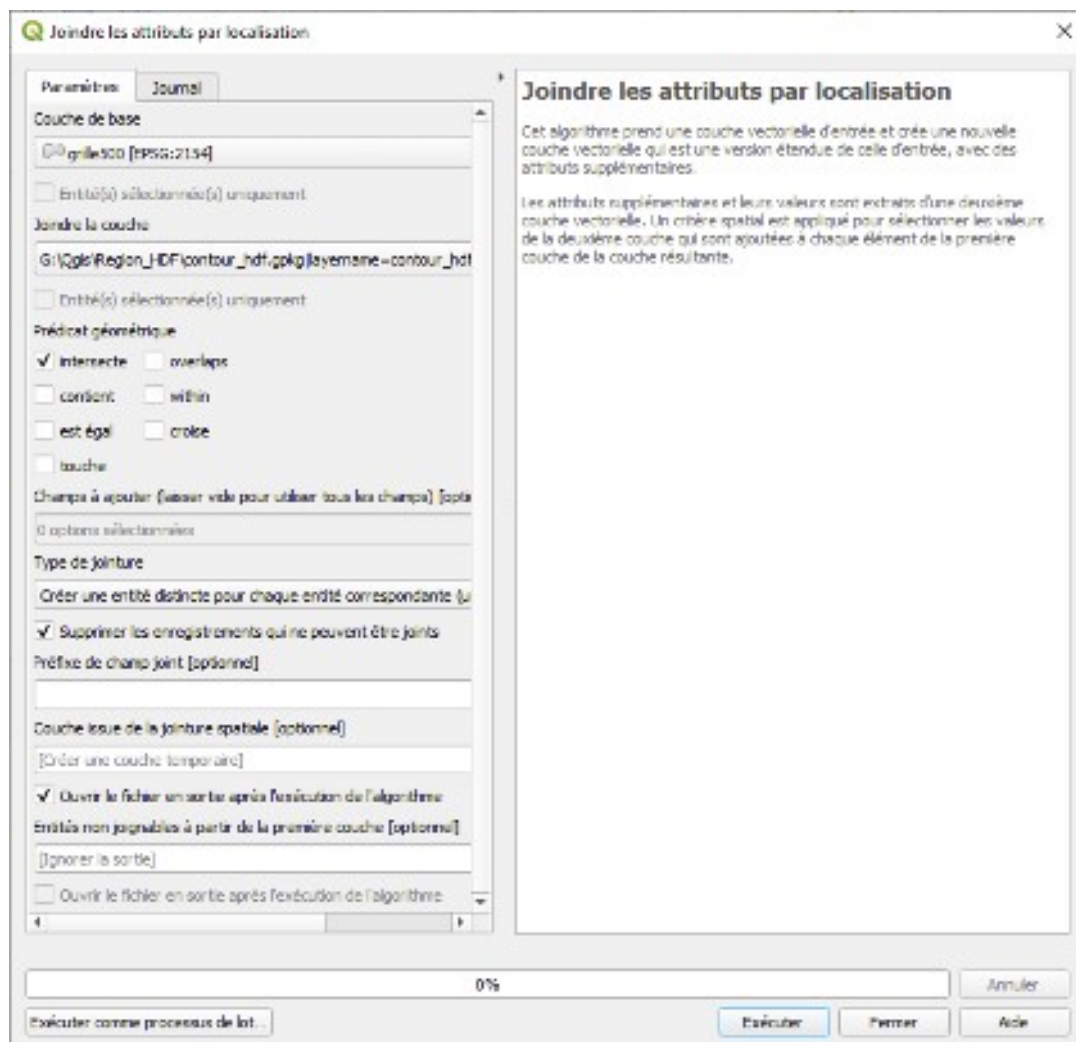 Joindre les attributs par localisation
Paramètres
Journal
Couche de base
grille500 [EPSG:2154]
Entité(s) sélectionnée(s) uniquement
Joindre la couche
G:\Qgis\Region_HDF\contour_hdf.gpkg|layername=contour_hdf
Entité(s) sélectionnée(s) uniquement
Prédicat géométrique
intersecte
overlaps
contient
within
est égal
croise
touche
Champs à ajouter (laisser vide pour utiliser tous les champs) [optio
0 options sélectionnées
Type de jointure
Créer une entité distincte pour chaque entité correspondante (u
Supprimer les enregistrements qui ne peuvent être joints
Préfixe de champ joint [optionnel]
Couche issue de la jointure spatiale [optionnel]
[Créer une couche temporaire]
Ouvrir le fichier en sortie après l'exécution de l'algorithme
Entités non joignables à partir de la première couche [optionnel]
[Ignorer la sortie]
Ouvrir le fichier en sortie après l'exécution de l'algorithme
Joindre les attributs par localisation
Cet algorithme prend une couche vectorielle d'entrée et crée une nouvelle
couche vectorielle qui est une version étendue de celle d'entrée, avec des
attributs supplémentaires.
Les attributs supplémentaires et leurs valeurs sont extraits d'une deuxième
couche vectorielle. Un critère spatial est appliqué pour sélectionner les valeurs
de la deuxième couche qui sont ajoutées à chaque élément de la première
couche de la couche résultante.
0%
Annuler
Exécuter comme processus de lot...
Exécuter
Fermer
Aide